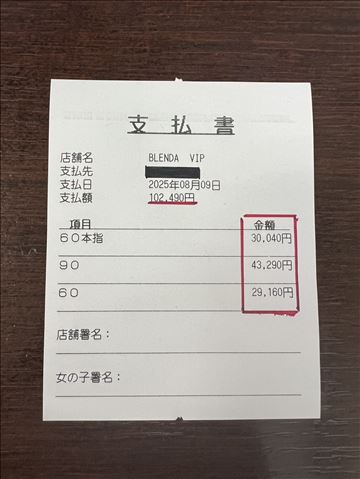 支払書
店舗名 BLENDA VIP
支払先
支払日 2025年08月09日
支払額 102,490円
項目 金額
６０本指 30,040円
９０ 43,290円
６０ 29,160円
店舗署名：
女の子署名：